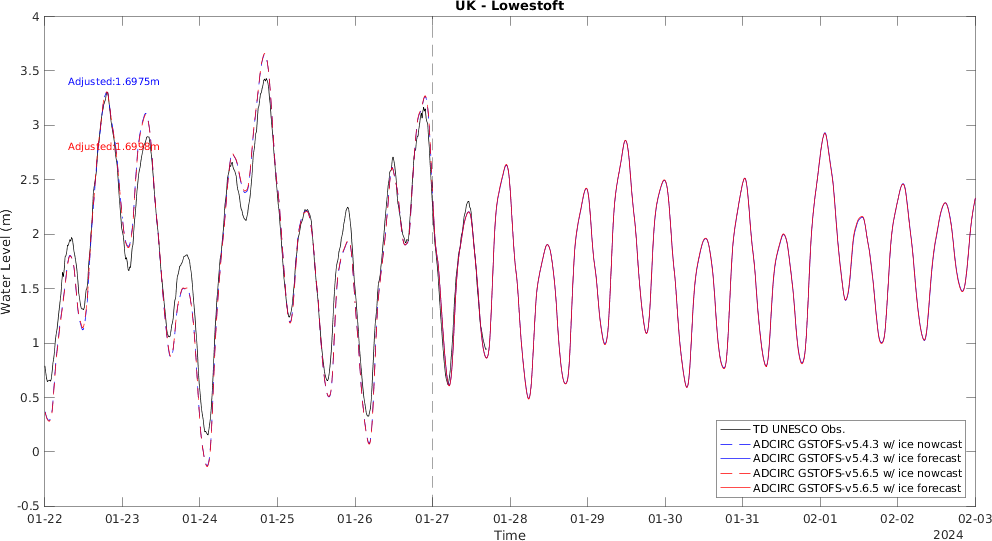 UK - Lowestoft
4
3.5
3
2.5
2
1.5
1
0.5
0
-0.5
Water Level (m)
Adjusted:1.6975m
Adjusted:1.6998m
TD UNESCO Obs.
ADCIRC GSTOFS-v5.4.3 w/ ice nowcast
ADCIRC GSTOFS-v5.4.3 w/ ice forecast
ADCIRC GSTOFS-v5.6.5 w/ ice nowcast
ADCIRC GSTOFS-v5.6.5 w/ ice forecast
01-22 01-23 01-24 01-25 01-26 01-27 01-28 01-29 01-30 01-31 02-01 02-02 02-03
Time
2024